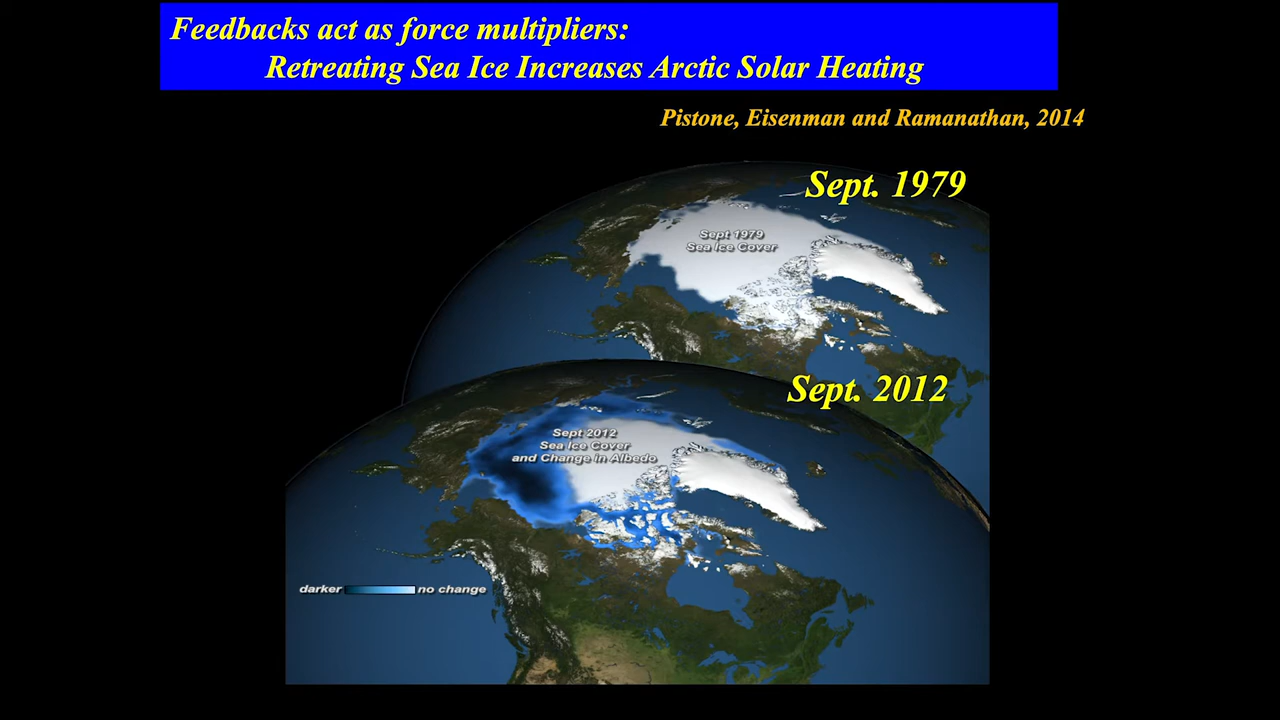 Feedbacks act as force multipliers:
Retreating Sea Ice Increases Arctic Solar Heating
Pistone, Eisenman and Ramanathan, 2014
Sept. 1979
Sept 1979
Sea Ice Cover
Sept. 2012
Sept 2012
Sea Ice Cover
and Change in Albedo
darker no change